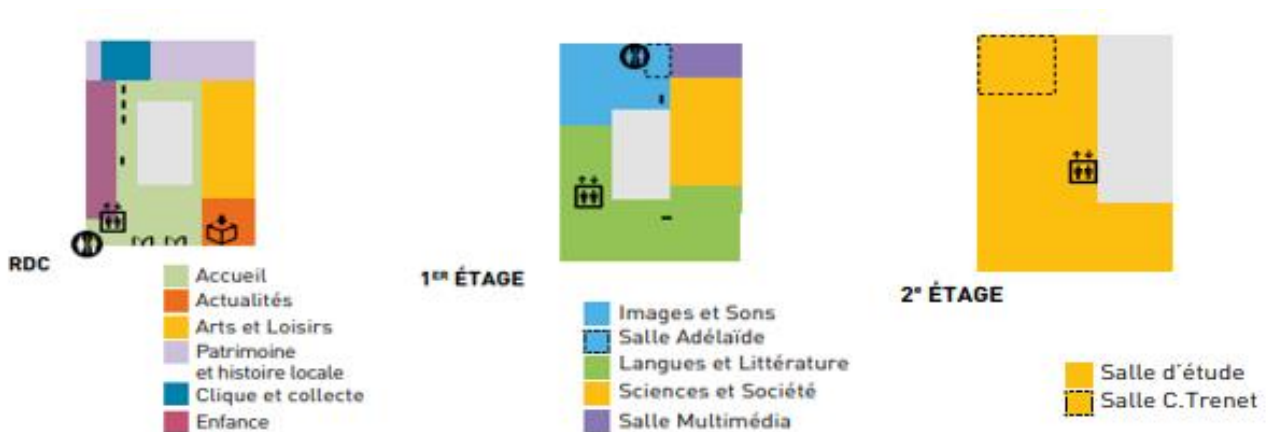 RDC
Accueil
Actualités
Arts et Loisirs
Patrimoine
et histoire locale
Clique et collecte
Enfance
1ER ÉTAGE
Images et Sons
Salle Adélaïde
Langues et Littérature
Sciences et Société
Salle Multimédia
2e ÉTAGE
Salle d'étude
Salle C.Trenet